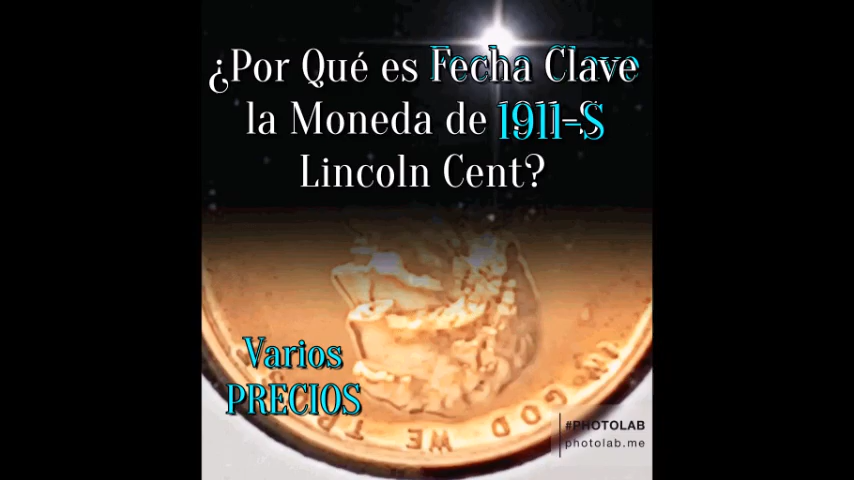 ¿Por Qué es Fecha Clave
la Moneda de 1911-S
Lincoln Cent?
Varios
PRECIOS
IN GOD WE TR
#PHOTOLAB
photolab.me